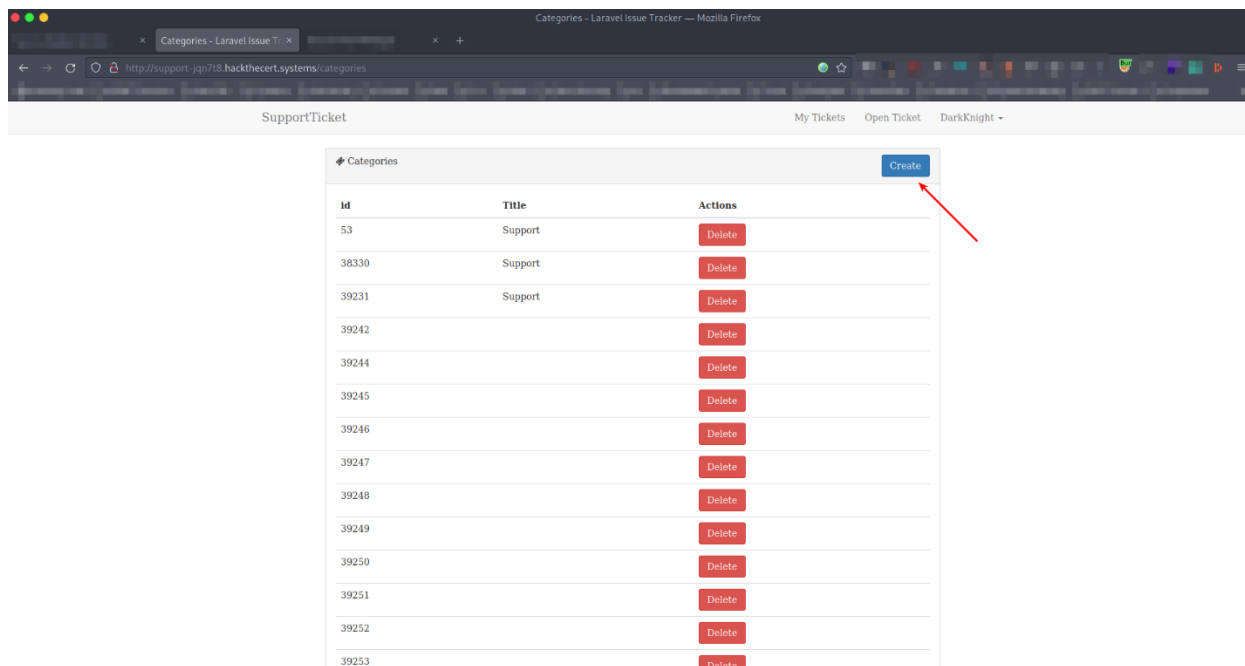 Categories - Laravel Issue Tracker — Mozilla Firefox
Categories - Laravel Issue Tr
http://support-jqn7t8.hackthecert.systems/categories
SupportTicket My Tickets Open Ticket DarkKnight
Categories Create
id Title Actions
53 Support Delete
38330 Support Delete
39231 Support Delete
39242 Delete
39244 Delete
39245 Delete
39246 Delete
39247 Delete
39248 Delete
39249 Delete
39250 Delete
39251 Delete
39252 Delete
39253 Delete